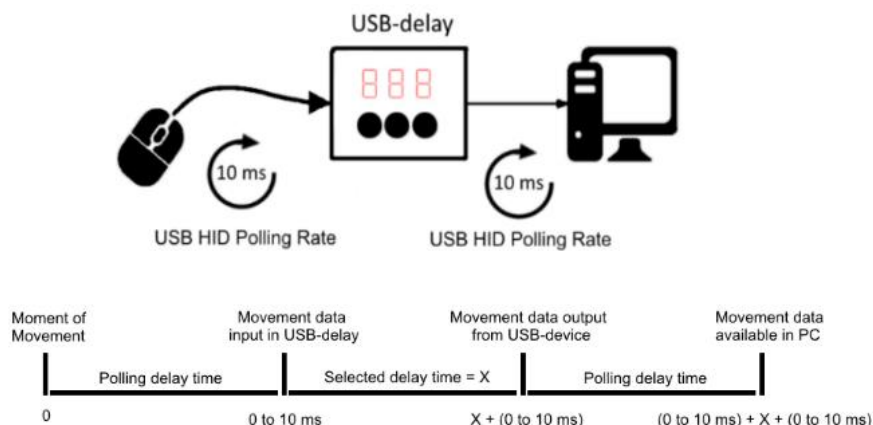 USB-delay
888
10 ms
10 ms
USB HID Polling Rate
USB HID Polling Rate
Moment of
Movement
Movement data
input in USB-delay
Movement data output
from USB-device
Movement data
available in PC
Polling delay time
Selected delay time = X
Polling delay time
0
0 to 10 ms
X + (0 to 10 ms)
(0 to 10 ms) + X + (0 to 10 ms)